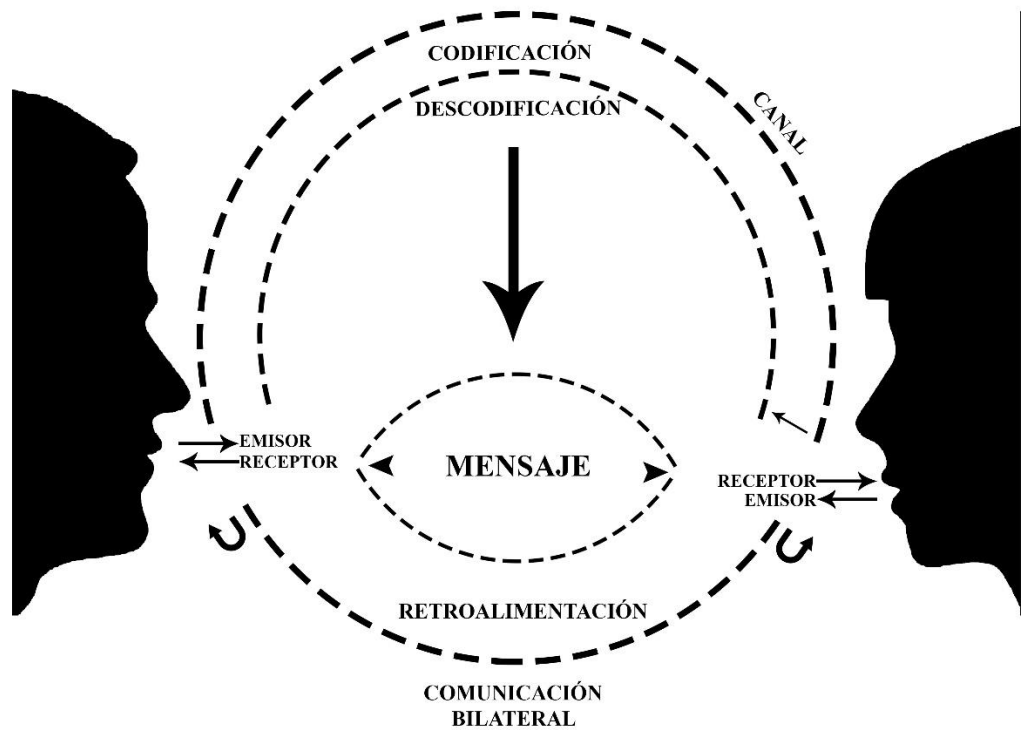 CODIFICACIÓN
DESCODIFICACIÓN
CANAL
EMISOR
RECEPTOR
MENSAJE
RECEPTOR
EMISOR
RETROALIMENTACIÓN
COMUNICACIÓN
BILATERAL